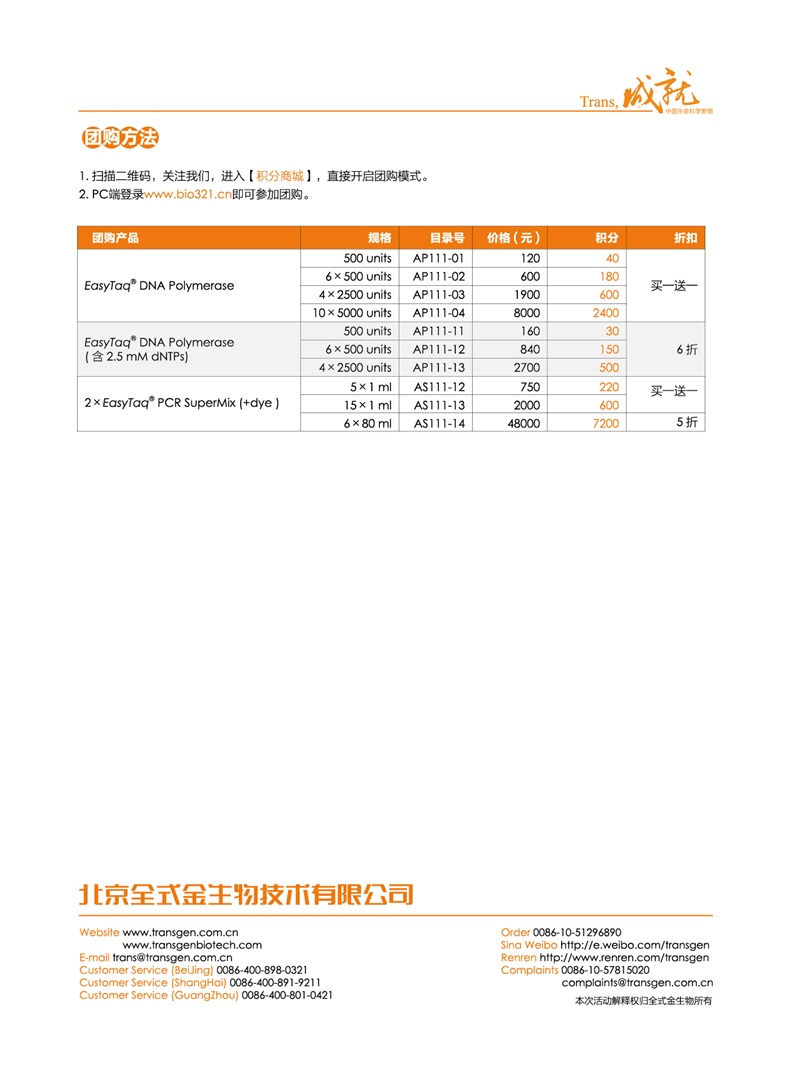 Trans, 成就
中国生命科学梦想
团购方法
1. 扫描二维码，关注我们，进入【积分商城】，直接开启团购模式。
2. PC端登录www.bio321.cn即可参加团购。
团购产品 规格 目录号 价格（元） 积分 折扣
EasyTaq® DNA Polymerase 500 units AP111-01 120 40 买一送一
6×500 units AP111-02 600 180
4×2500 units AP111-03 1900 600
10×5000 units AP111-04 8000 2400
EasyTaq® DNA Polymerase
(含 2.5 mM dNTPs) 500 units AP111-11 160 30 6 折
6×500 units AP111-12 840 150
4×2500 units AP111-13 2700 500
2×EasyTaq® PCR SuperMix (+dye ) 5×1 ml AS111-12 750 220 买一送一
15×1 ml AS111-13 2000 600
6×80 ml AS111-14 48000 7200 5 折
北京全式金生物技术有限公司
Website www.transgen.com.cn
www.transgenbiotech.com
E-mail trans@transgen.com.cn
Customer Service (BeiJing) 0086-400-898-0321
Customer Service (ShangHai) 0086-400-891-9211
Customer Service (GuangZhou) 0086-400-801-0421
Order 0086-10-51296890
Sina Weibo http://e.weibo.com/transgen
Renren http://www.renren.com/transgen
Complaints 0086-10-57815020
complaints@transgen.com.cn
本次活动解释权归全式金生物所有